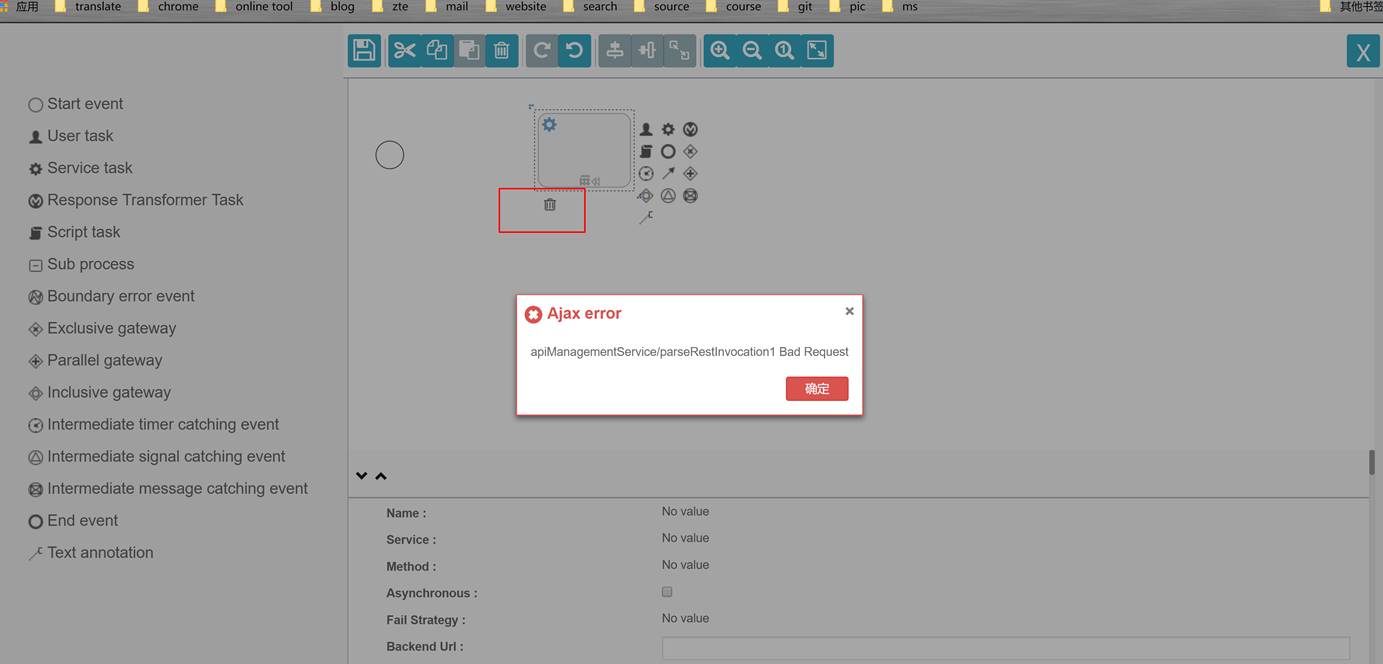 应用 translate chrome online tool blog zte mail website search source course git pic ms 其他书签
X
Start event
User task
Service task
Response Transformer Task
Script task
Sub process
Boundary error event
Exclusive gateway
Parallel gateway
Inclusive gateway
Intermediate timer catching event
Intermediate signal catching event
Intermediate message catching event
End event
Text annotation
Ajax error
apiManagementService/parseRestInvocation1 Bad Request
确定
Name : No value
Service : No value
Method : No value
Asynchronous :
Fail Strategy : No value
Backend Url :